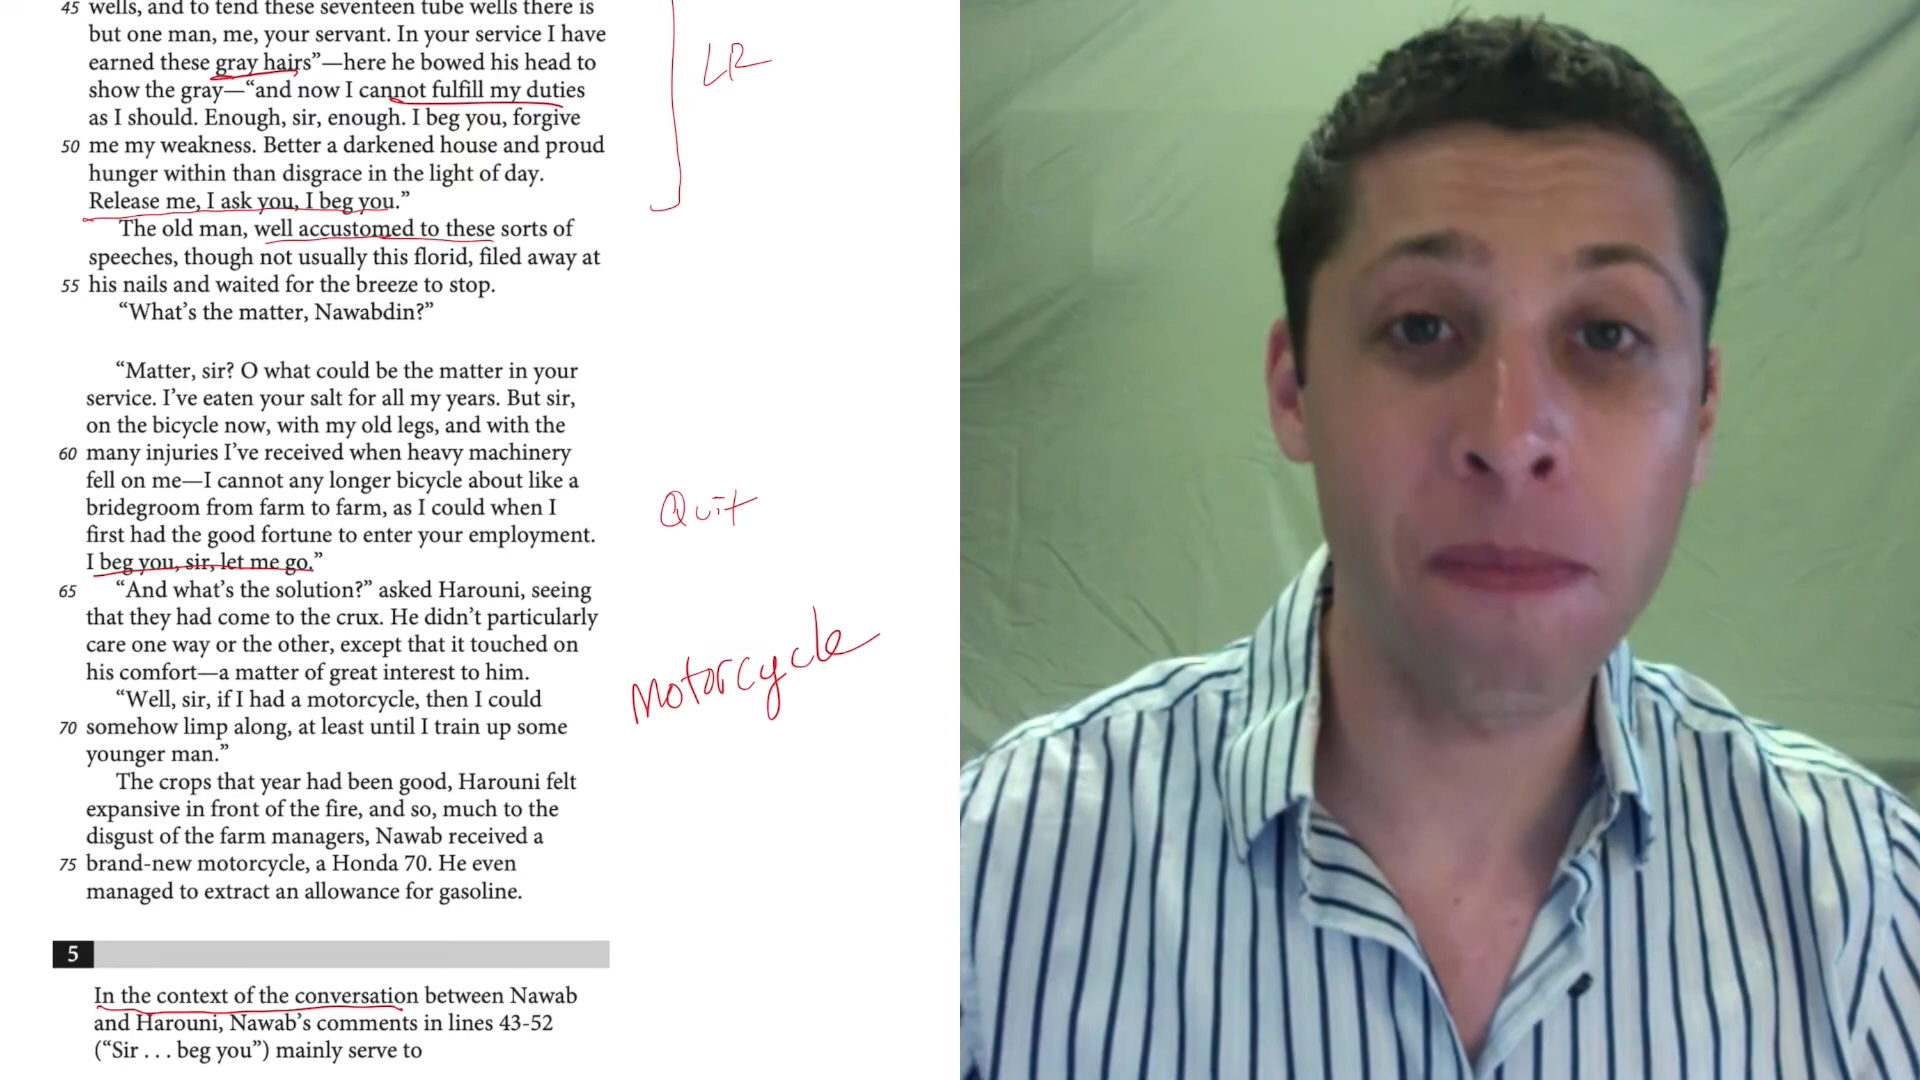 45 wells, and to tend these seventeen tube wells there is
but one man, me, your servant. In your service I have
earned these gray hairs”—here he bowed his head to
show the gray—“and now I cannot fulfill my duties
as I should. Enough, sir, enough. I beg you, forgive
50 me my weakness. Better a darkened house and proud
hunger within than disgrace in the light of day.
Release me, I ask you, I beg you.”
The old man, well accustomed to these sorts of
speeches, though not usually this florid, filed away at
55 his nails and waited for the breeze to stop.
“What’s the matter, Nawabdin?”
“Matter, sir? O what could be the matter in your
service. I’ve eaten your salt for all my years. But sir,
on the bicycle now, with my old legs, and with the
60 many injuries I’ve received when heavy machinery
fell on me—I cannot any longer bicycle about like a
bridegroom from farm to farm, as I could when I
first had the good fortune to enter your employment.
I beg you, sir, let me go.”
65 “And what’s the solution?” asked Harouni, seeing
that they had come to the crux. He didn’t particularly
care one way or the other, except that it touched on
his comfort—a matter of great interest to him.
“Well, sir, if I had a motorcycle, then I could
70 somehow limp along, at least until I train up some
younger man.”
The crops that year had been good, Harouni felt
expansive in front of the fire, and so, much to the
disgust of the farm managers, Nawab received a
75 brand-new motorcycle, a Honda 70. He even
managed to extract an allowance for gasoline.
5
In the context of the conversation between Nawab
and Harouni, Nawab’s comments in lines 43-52
(“Sir . . . beg you”) mainly serve to
LR
Quit
Motorcycle